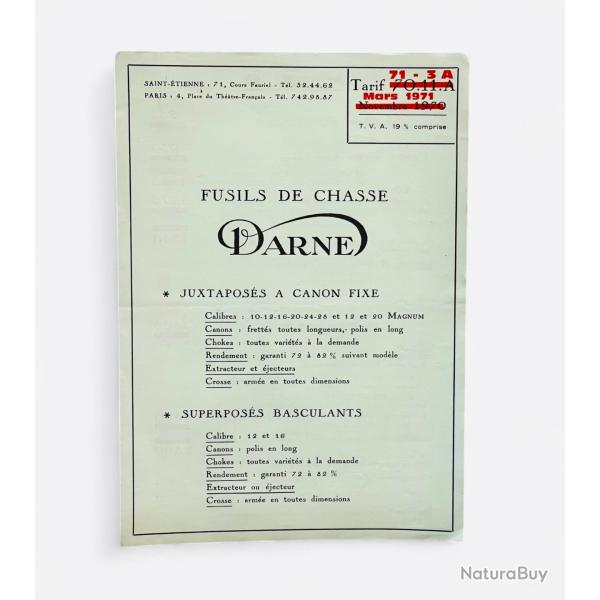 SAINT-ÉTIENNE : 71, Cours Fauriel - Tél. 32.44.62
PARIS : 4, Place du Théâtre-Français - Tél. 742.98.87
71 - 3 A
Tarif 70.11.A
Mars 1971
Novembre 1970
T. V. A. 19 % comprise
FUSILS DE CHASSE
DARNE
* JUXTAPOSÉS A CANON FIXE
Calibres : 10-12-16-20-24-28 et 12 et 20 MAGNUM
Canons : frettés toutes longueurs, polis en long
Chokes : toutes variétés à la demande
Rendement : garanti 72 à 82 % suivant modèle
Extracteur et éjecteurs
Crosse : armée en toutes dimensions
* SUPERPOSÉS BASCULANTS
Calibre : 12 et 16
Canons : polis en long
Chokes : toutes variétés à la demande
Rendement : garanti 72 à 82 %
Extracteur ou éjecteur
Crosse : armée en toutes dimensions
NaturaBuy